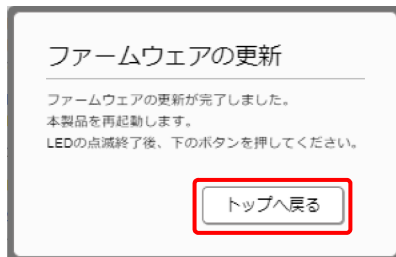 ファームウェアの更新
ファームウェアの更新が完了しました。
本製品を再起動します。
LEDの点滅終了後、下のボタンを押してください。
トップへ戻る